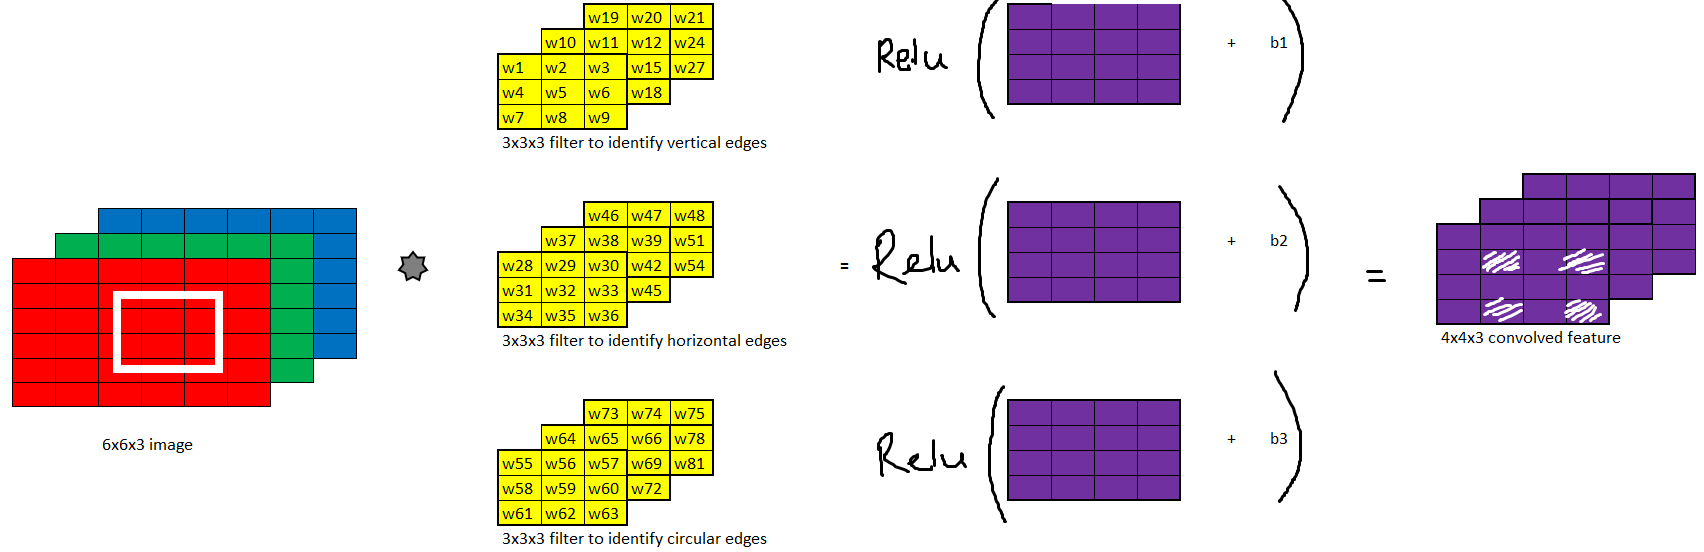 w19 w20 w21
w10 w11 w12 w24
w1 w2 w3 w15 w27
w4 w5 w6 w18
w7 w8 w9
3x3x3 filter to identify vertical edges
Relu ( + b1 )
w46 w47 w48
w37 w38 w39 w51
w28 w29 w30 w42 w54
w31 w32 w33 w45
w34 w35 w36
3x3x3 filter to identify horizontal edges
= Relu ( + b2 ) =
4x4x3 convolved feature
w73 w74 w75
w64 w65 w66 w78
w55 w56 w57 w69 w81
w58 w59 w60 w72
w61 w62 w63
3x3x3 filter to identify circular edges
Relu ( + b3 )
6x6x3 image